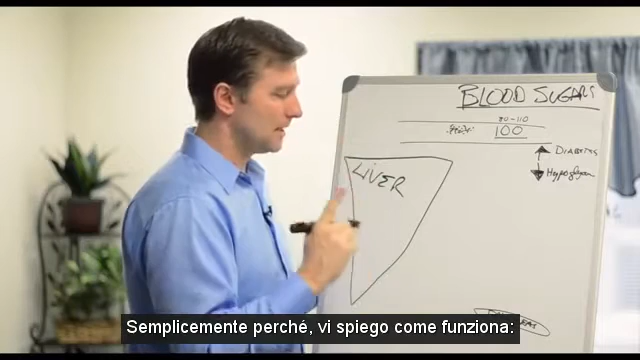 BLOOD SUGARS
80-110
100
DIABETES
LIVER
Semplicemente perché, vi spiego come funziona: